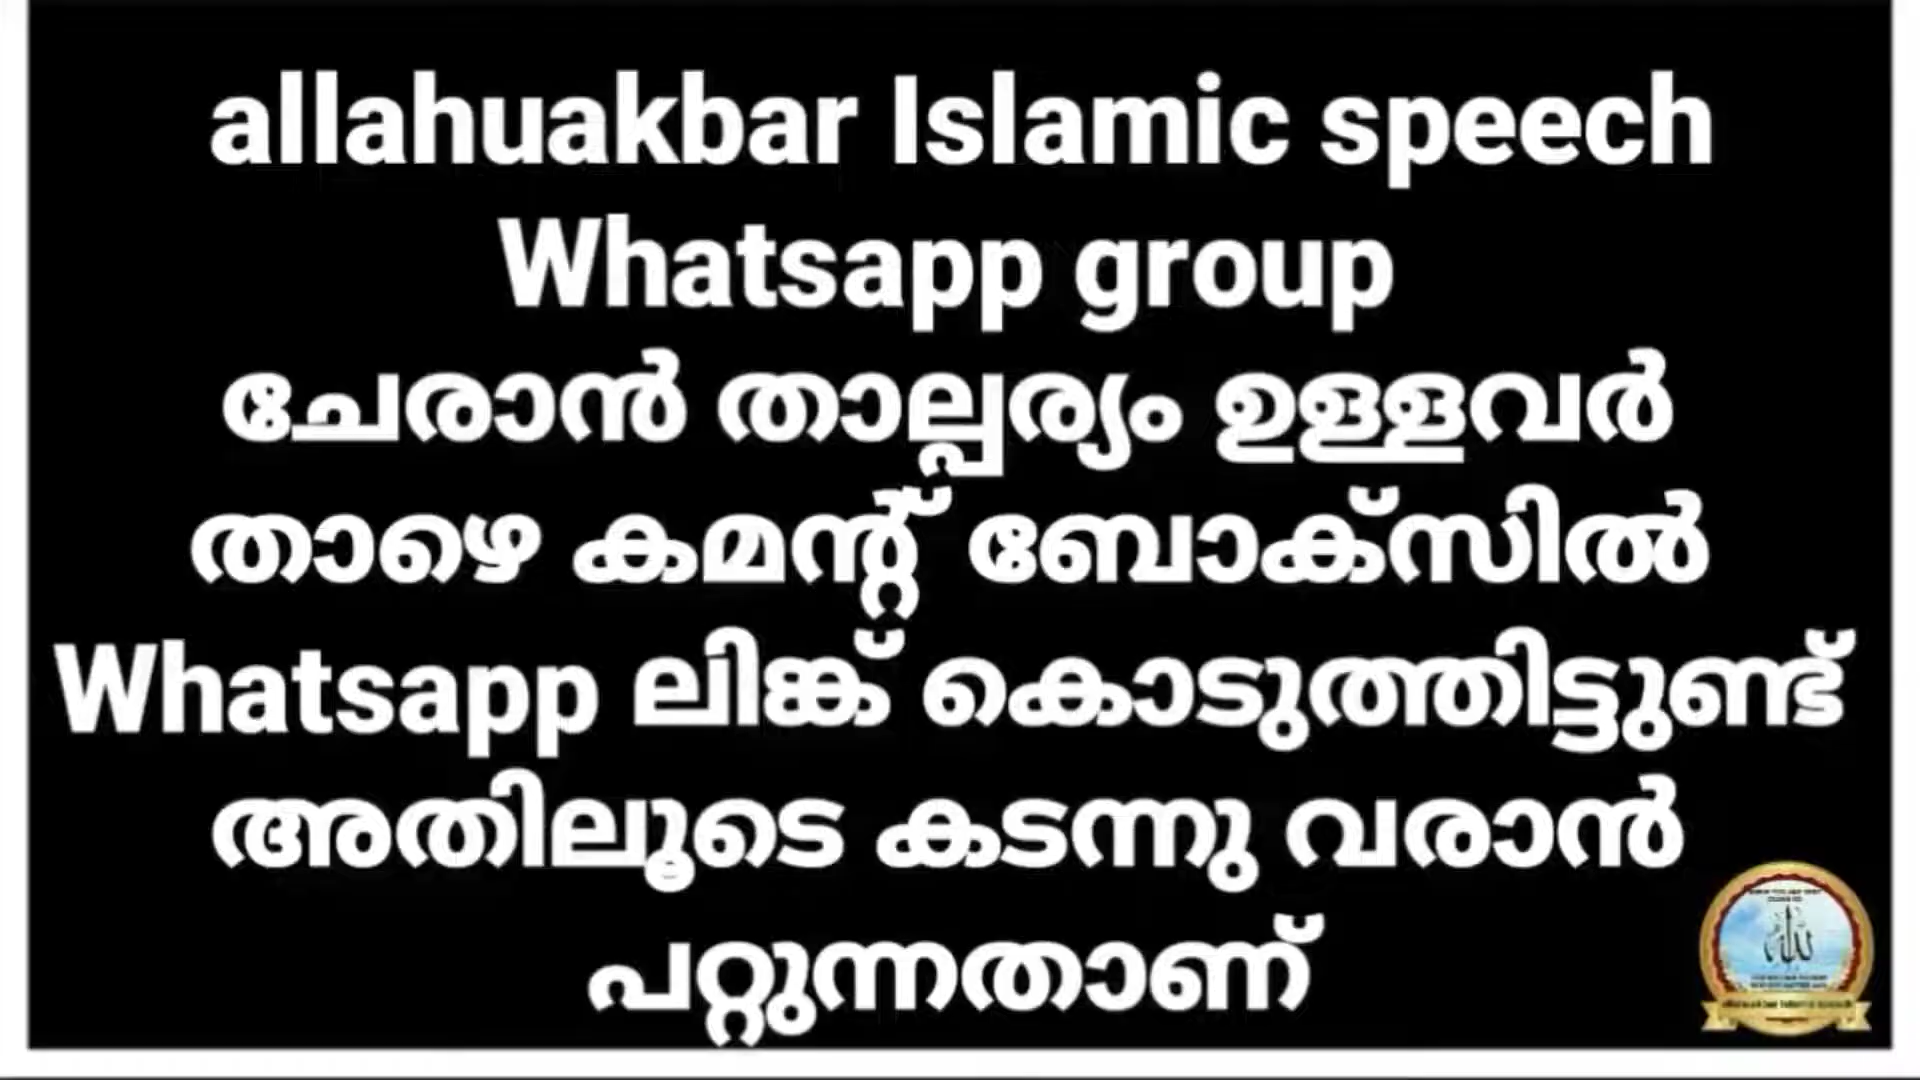 allahuakbar Islamic speech
Whatsapp group
ചേരാൻ താല്പര്യം ഉള്ളവർ
താഴെ കമന്റ് ബോക്സിൽ
Whatsapp ലിങ്ക് കൊടുത്തിട്ടുണ്ട്
അതിലൂടെ കടന്നു വരാൻ
പറ്റുന്നതാണ്